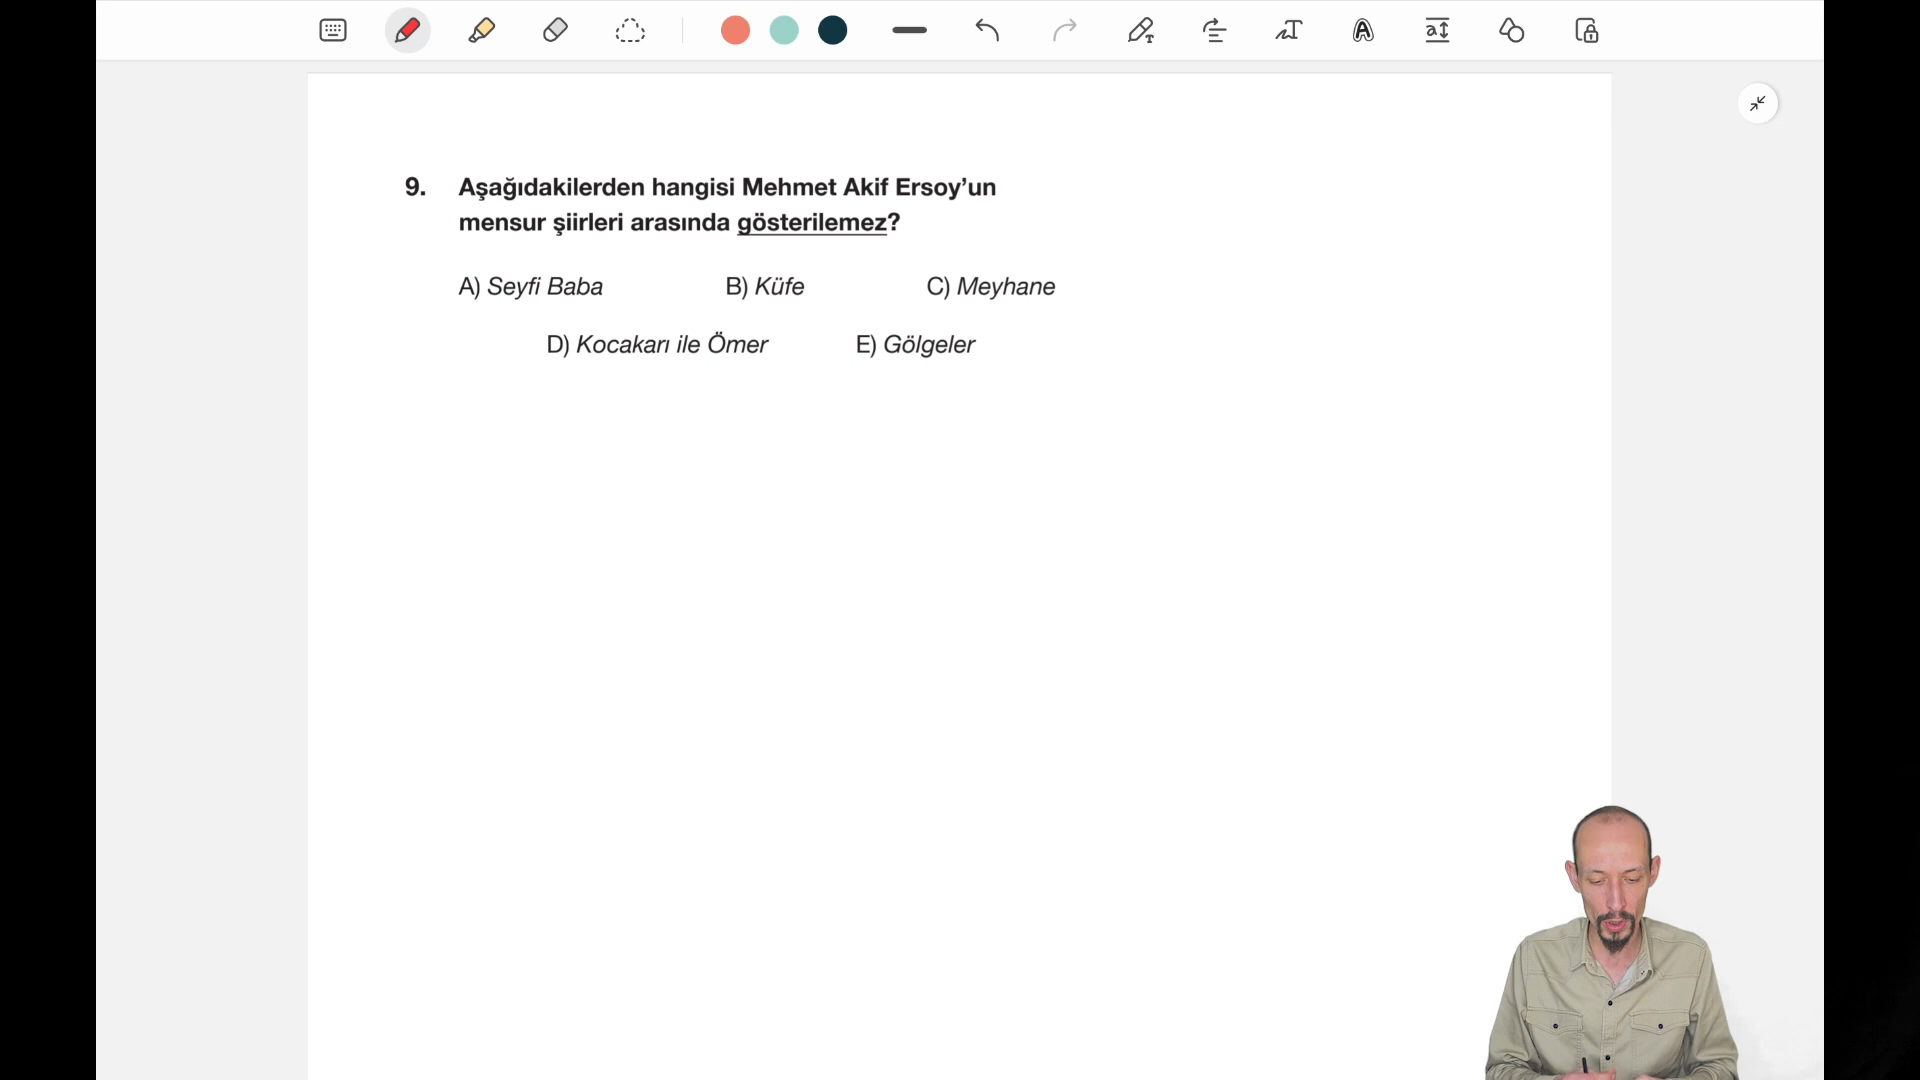 9. Aşağıdakilerden hangisi Mehmet Akif Ersoy’un
mensur şiirleri arasında gösterilemez?
A) Seyfi Baba B) Küfe C) Meyhane
D) Kocakarı ile Ömer E) Gölgeler